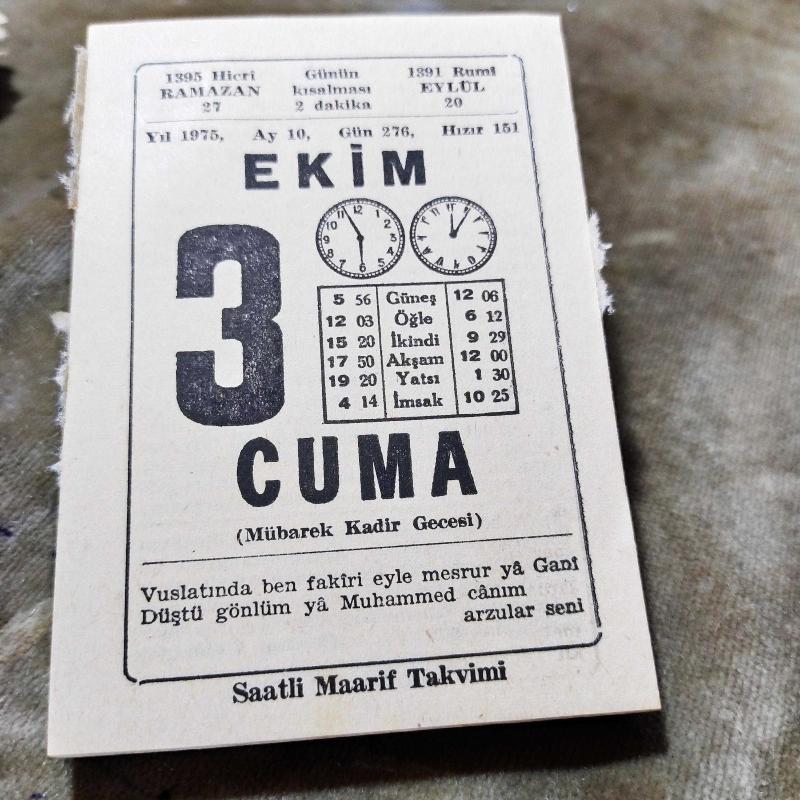 1395 Hicri Günün 1391 Rumî
RAMAZAN kısalması EYLÜL
27 2 dakika 20
Yıl 1975, Ay 10, Gün 276, Hızır 151
EKİM
3
5 56 Güneş 12 06
12 03 Öğle 6 12
15 20 İkindi 9 29
17 50 Akşam 12 00
19 20 Yatsı 1 30
4 14 İmsak 10 25
CUMA
(Mübarek Kadir Gecesi)
Vuslatında ben fakîri eyle mesrur yâ Ganî
Düştü gönlüm yâ Muhammed cânım
arzular seni
Saatli Maarif Takvimi